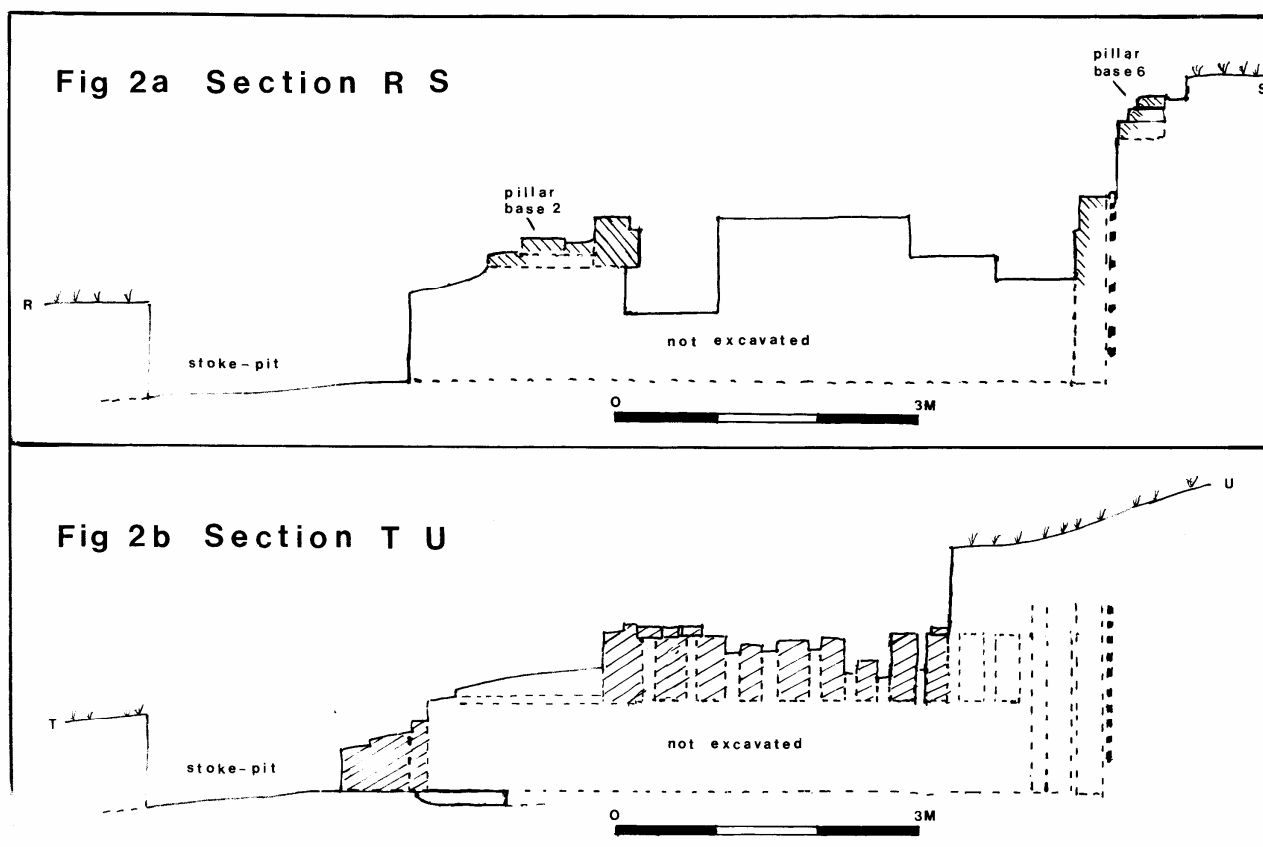 Fig 2a Section R S
pillar
base 6
S
pillar
base 2
R
stoke-pit
not excavated
0 3M
Fig 2b Section T U
U
T
stoke-pit
not excavated
0 3M